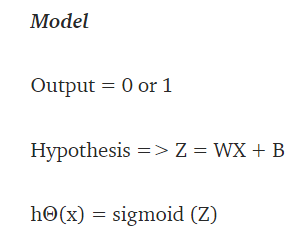 Model
Output = 0 or 1
Hypothesis => Z = WX + B
hΘ(x) = sigmoid (Z)